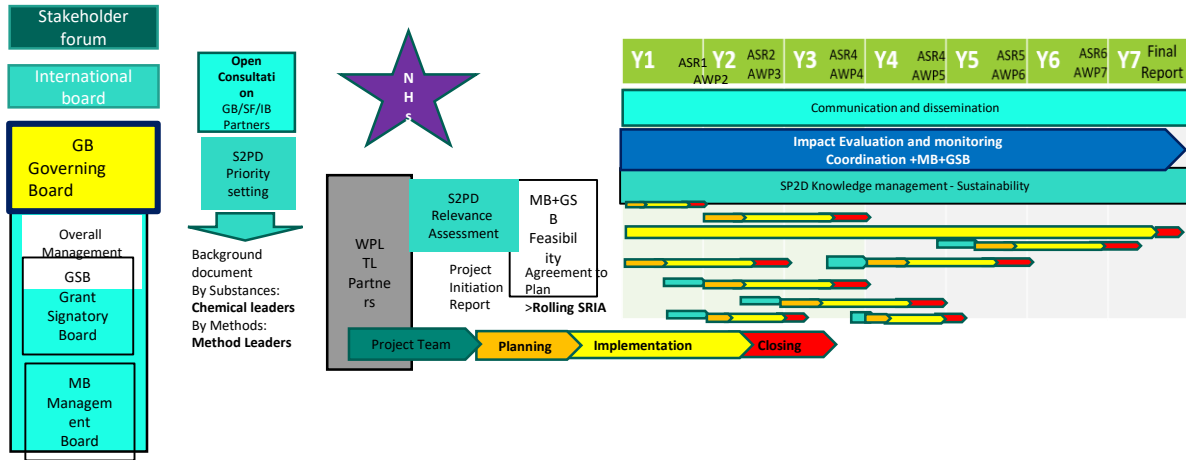 Stakeholder
forum
International
board
GB
Governing
Board
Overall
Management
GSB
Grant
Signatory
Board
MB
Managem
ent
Board
Open
Consultati
on
GB/SF/IB
Partners
S2PD
Priority
setting
Background
document
By Substances:
Chemical leaders
By Methods:
Method Leaders
N
H
s
WPL
TL
Partne
rs
S2PD
Relevance
Assessment
Project
Initiation
Report
MB+GS
B
Feasibil
ity
Agreement to
Plan
>Rolling SRIA
Project Team
Planning
Implementation
Closing
Y1
ASR1
AWP2
Y2
ASR2
AWP3
Y3
ASR4
AWP4
Y4
ASR4
AWP5
Y5
ASR5
AWP6
Y6
ASR6
AWP7
Y7
Final
Report
Communication and dissemination
Impact Evaluation and monitoring
Coordination +MB+GSB
SP2D Knowledge management - Sustainability